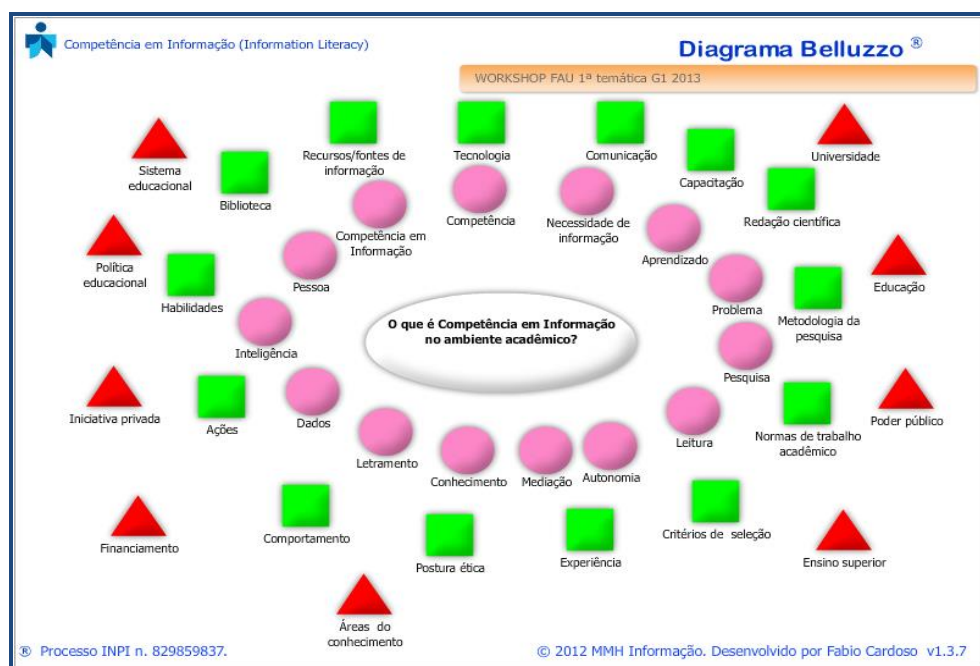 Competência em Informação (Information Literacy)
Diagrama Belluzzo ®
WORKSHOP FAU 1ª temática G1 2013
Sistema
educacional
Biblioteca
Recursos/fontes de
informação
Tecnologia
Comunicação
Capacitação
Universidade
Redação científica
Competência em
Informação
Competência
Necessidade de
informação
Aprendizado
Política
educacional
Habilidades
Pessoa
Problema
Metodologia da
pesquisa
Educação
Inteligência
O que é Competência em Informação
no ambiente acadêmico?
Pesquisa
Iniciativa privada
Ações
Dados
Leitura
Normas de trabalho
acadêmico
Poder público
Letramento
Conhecimento
Mediação
Autonomia
Financiamento
Comportamento
Postura ética
Experiência
Critérios de seleção
Ensino superior
Áreas do
conhecimento
® Processo INPI n. 829859837.
© 2012 MMH Informação. Desenvolvido por Fabio Cardoso v1.3.7